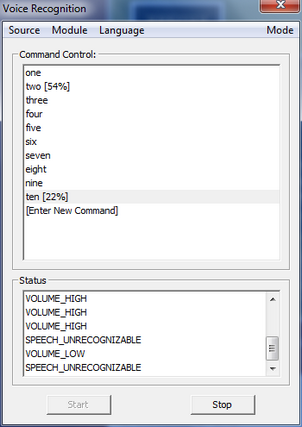 Voice Recognition
Source Module Language Mode
Command Control:
one
two [54%]
three
four
five
six
seven
eight
nine
ten [22%]
[Enter New Command]
Status
VOLUME_HIGH
VOLUME_HIGH
VOLUME_HIGH
SPEECH_UNRECOGNIZABLE
VOLUME_LOW
SPEECH_UNRECOGNIZABLE
Start Stop